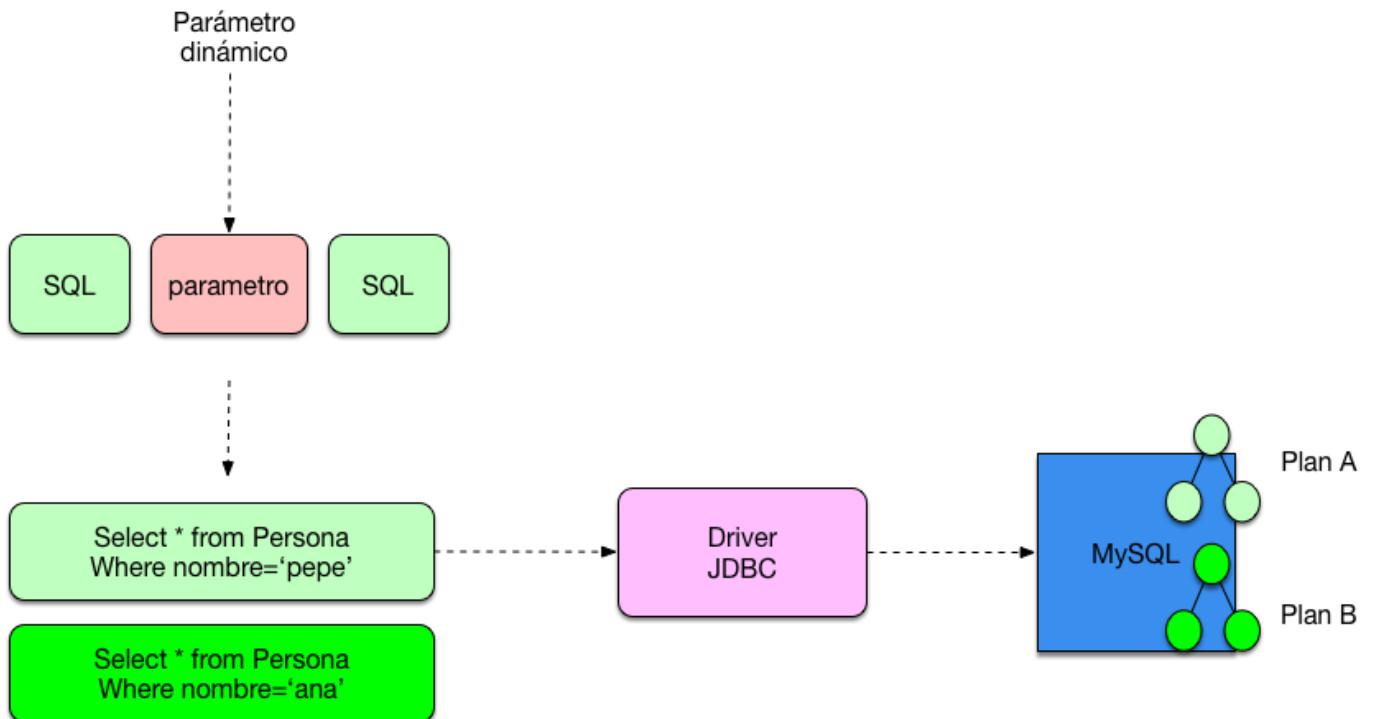 Parámetro
dinámico
SQL
parametro
SQL
Select * from Persona
Where nombre=‘pepe’
Driver
JDBC
MySQL
Plan A
Plan B
Select * from Persona
Where nombre=‘ana’